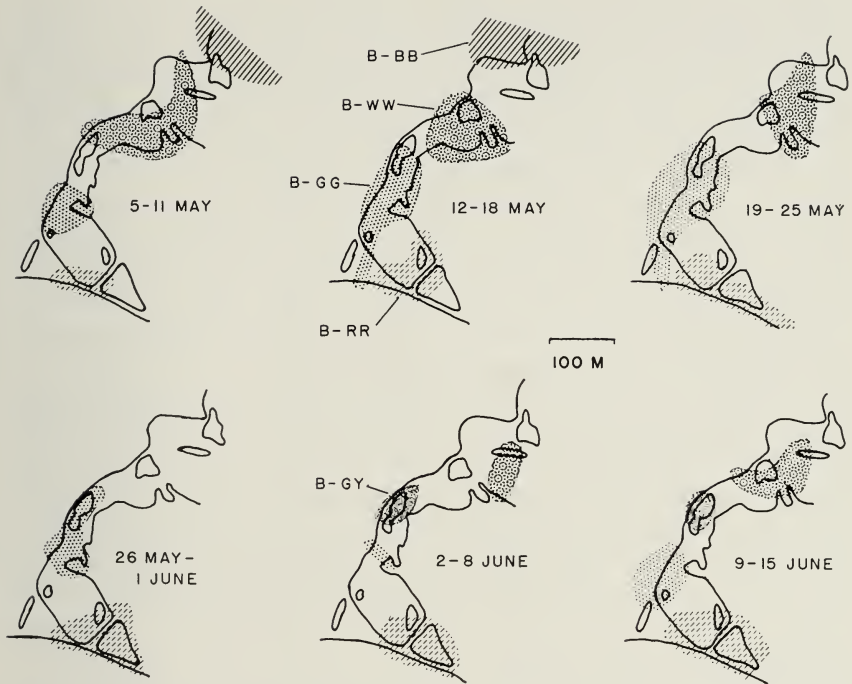 B-BB
B-WW
B-GG
5-11 MAY
12-18 MAY
19-25 MAY
B-RR
100 M
B-GY
26 MAY-
1 JUNE
2-8 JUNE
9-15 JUNE